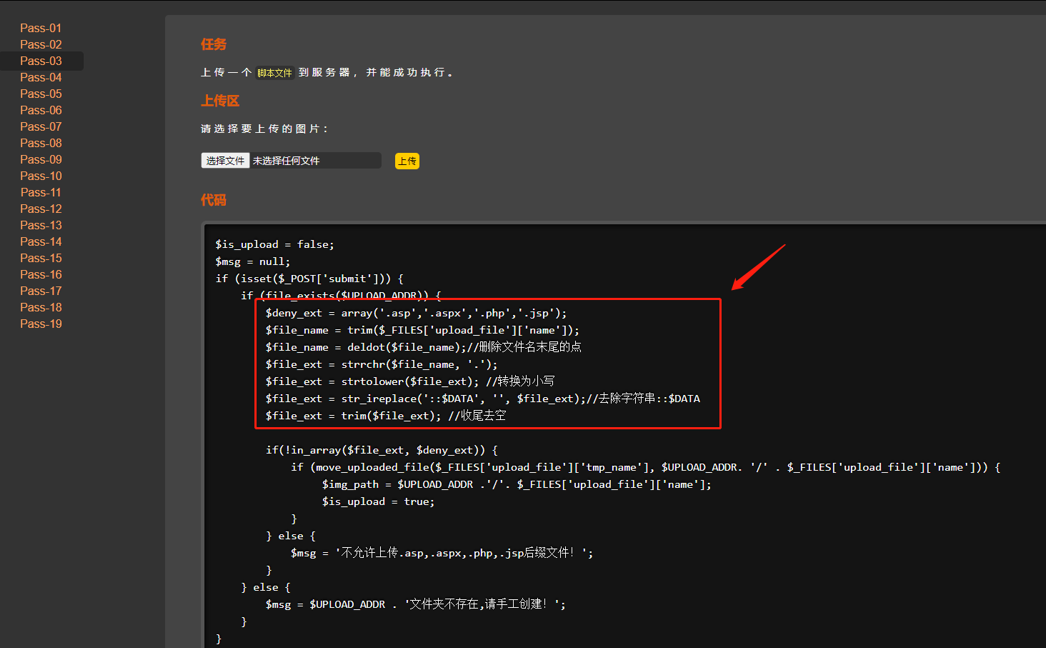 Pass-01
Pass-02
Pass-03
Pass-04
Pass-05
Pass-06
Pass-07
Pass-08
Pass-09
Pass-10
Pass-11
Pass-12
Pass-13
Pass-14
Pass-15
Pass-16
Pass-17
Pass-18
Pass-19
任务
上传一个 脚本文件 到服务器，并能成功执行。
上传区
请选择要上传的图片：
选择文件 未选择任何文件 上传
代码
$is_upload = false;
$msg = null;
if (isset($_POST['submit'])) {
if (file_exists($UPLOAD_ADDR)) {
$deny_ext = array('.asp','.aspx','.php','.jsp');
$file_name = trim($_FILES['upload_file']['name']);
$file_name = deldot($file_name);//删除文件名末尾的点
$file_ext = strrchr($file_name, '.');
$file_ext = strtolower($file_ext); //转换为小写
$file_ext = str_ireplace('::$DATA', '', $file_ext);//去除字符串::$DATA
$file_ext = trim($file_ext); //收尾去空
if(!in_array($file_ext, $deny_ext)) {
if (move_uploaded_file($_FILES['upload_file']['tmp_name'], $UPLOAD_ADDR. '/' . $_FILES['upload_file']['name'])) {
$img_path = $UPLOAD_ADDR .'/'. $_FILES['upload_file']['name'];
$is_upload = true;
}
} else {
$msg = '不允许上传.asp,.aspx,.php,.jsp后缀文件！';
}
} else {
$msg = $UPLOAD_ADDR . '文件夹不存在,请手工创建！';
}
}